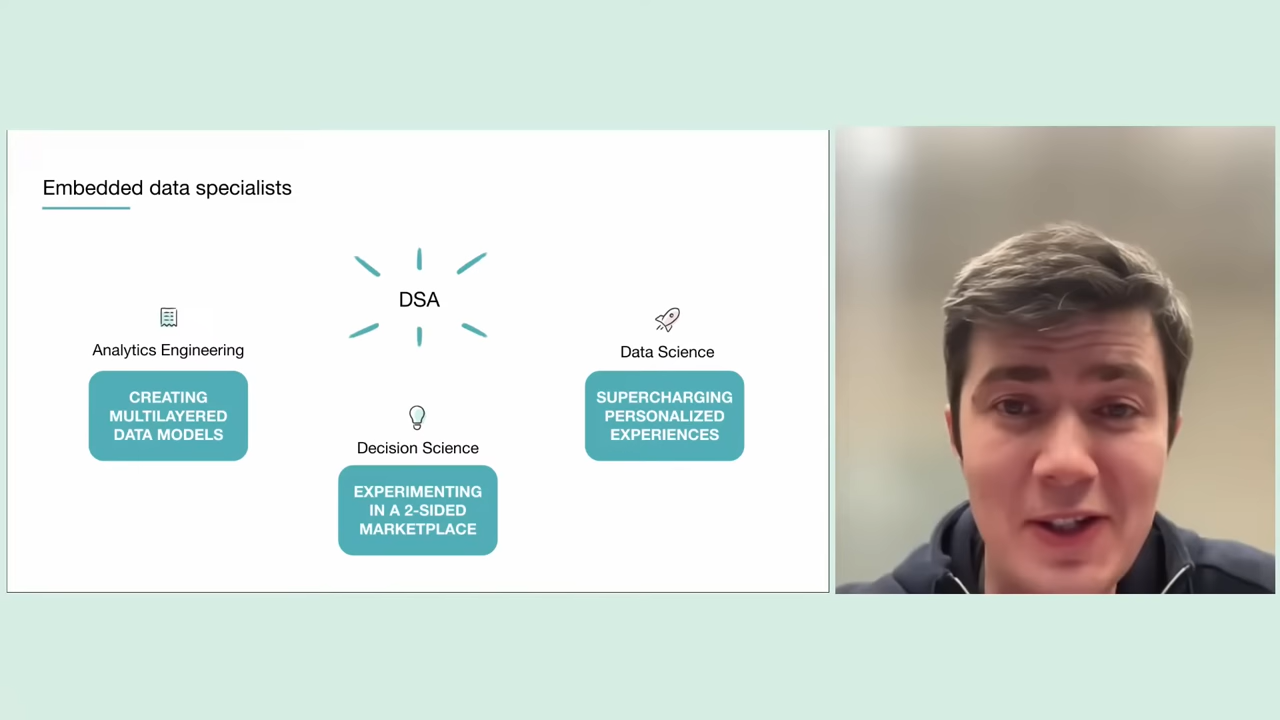 Embedded data specialists
DSA
Analytics Engineering
CREATING
MULTILAYERED
DATA MODELS
Decision Science
EXPERIMENTING
IN A 2-SIDED
MARKETPLACE
Data Science
SUPERCHARGING
PERSONALIZED
EXPERIENCES